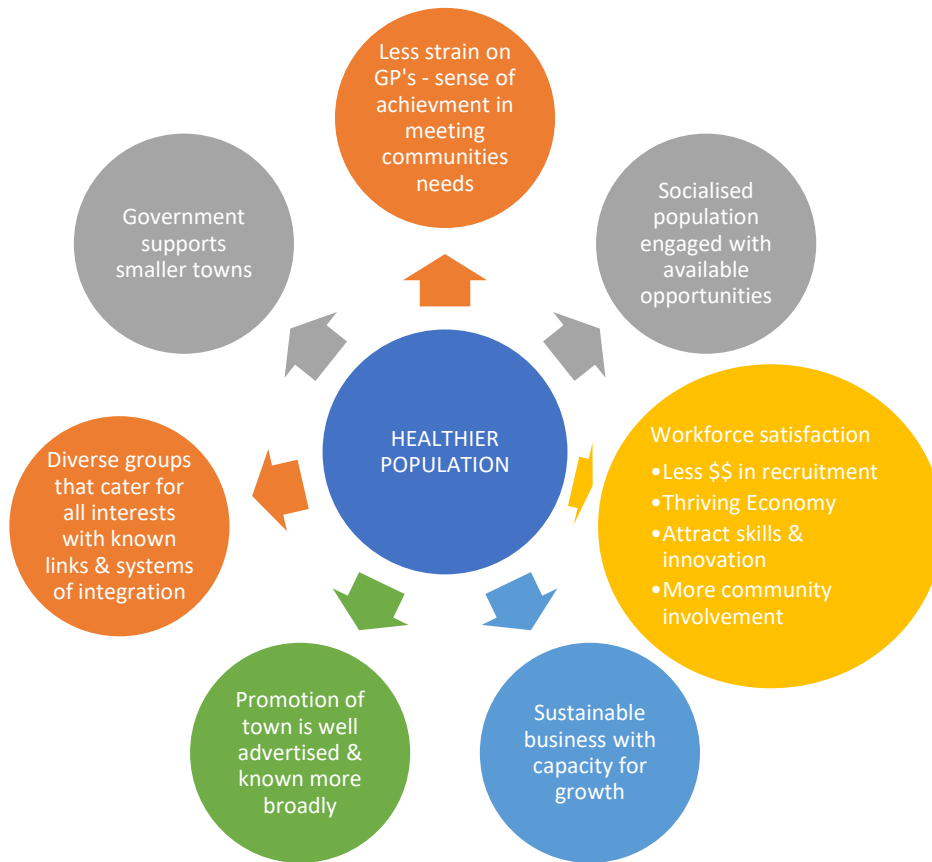 Less strain on
GP's - sense of
achievment in
meeting
communities
needs
Socialised
population
engaged with
available
opportunities
Workforce satisfaction
•Less $$ in recruitment
•Thriving Economy
•Attract skills &
innovation
•More community
involvement
Sustainable
business with
capacity for
growth
Promotion of
town is well
advertised &
known more
broadly
Diverse groups
that cater for
all interests
with known
links & systems
of integration
Government
supports
smaller towns
HEALTHIER
POPULATION